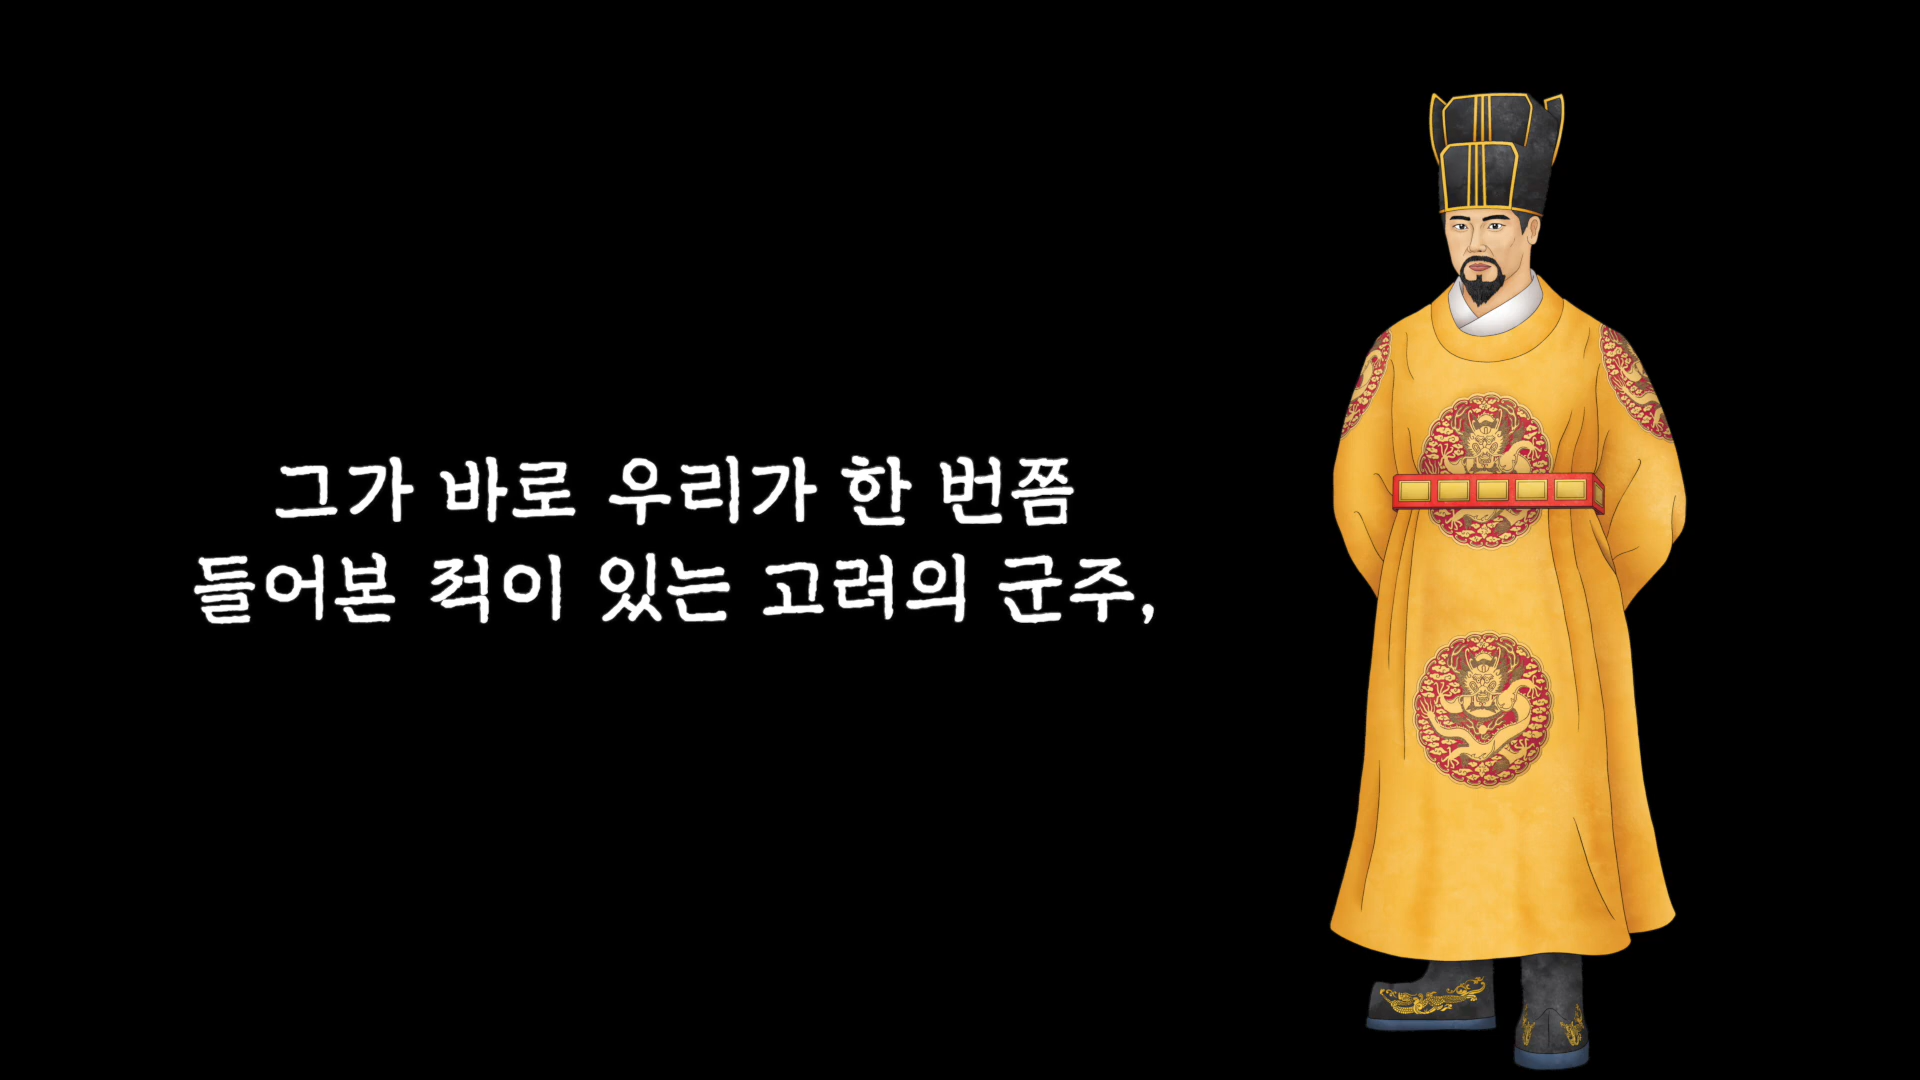 그가 바로 우리가 한 번쯤
들어본 적이 있는 고려의 군주,